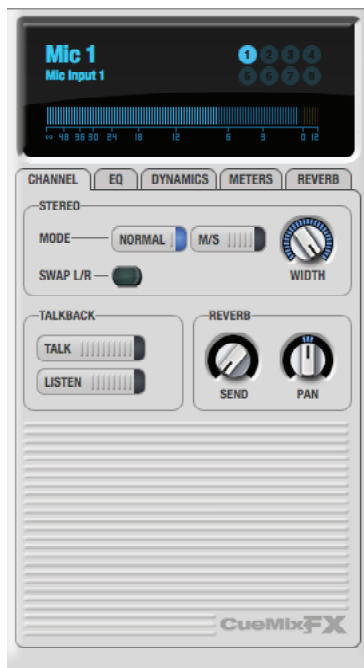 Mic 1
Mic Input 1
1 2 3 4
5 6 7 8
∞ 48 36 30 24 18 12 6 3 0 12
CHANNEL EQ DYNAMICS METERS REVERB
STEREO
MODE NORMAL M/S
SWAP L/R WIDTH
TALKBACK REVERB
TALK
LISTEN
SEND PAN
CueMixFX